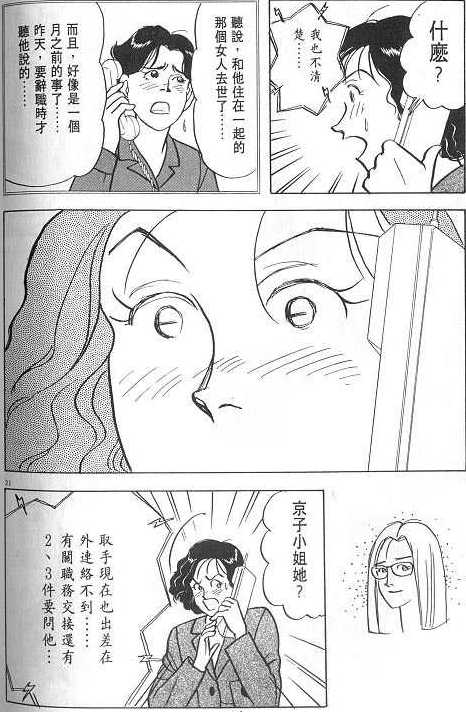 什麼?
我也不清
楚……
聽說,和他住在一起的
那個女人去世了……
而且,好像是一個
月之前的事了……
昨天,要辭職時才
聽他說的……
21
京子小姐她?
取手現在也出差在
外連絡不到……
有關職務交接還有
2、3件要問他…